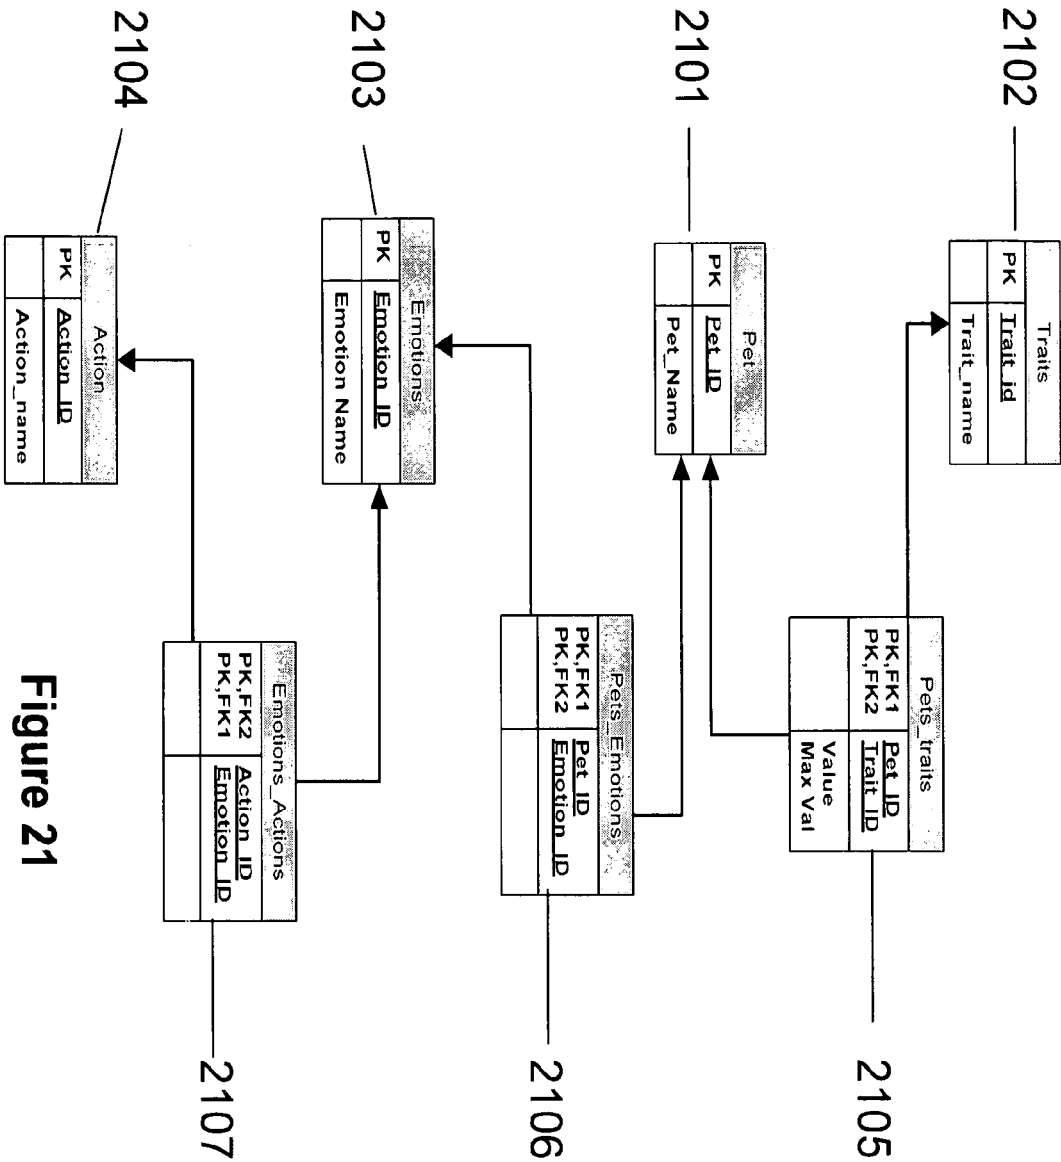 2102
Traits
PK Trait_id
Trait_name
2101
Pet
PK Pet_ID
Pet_Name
2103
Emotions
PK Emotion_ID
Emotion Name
2104
Action
PK Action_ID
Action_name
Pets_traits
PK,FK1 Pet_ID
PK,FK2 Trait_ID
Value
Max Val
2105
Pets_Emotions
PK,FK1 Pet_ID
PK,FK2 Emotion_ID
2106
Emotions_Actions
PK,FK2 Action_ID
PK,FK1 Emotion_ID
2107
Figure 21